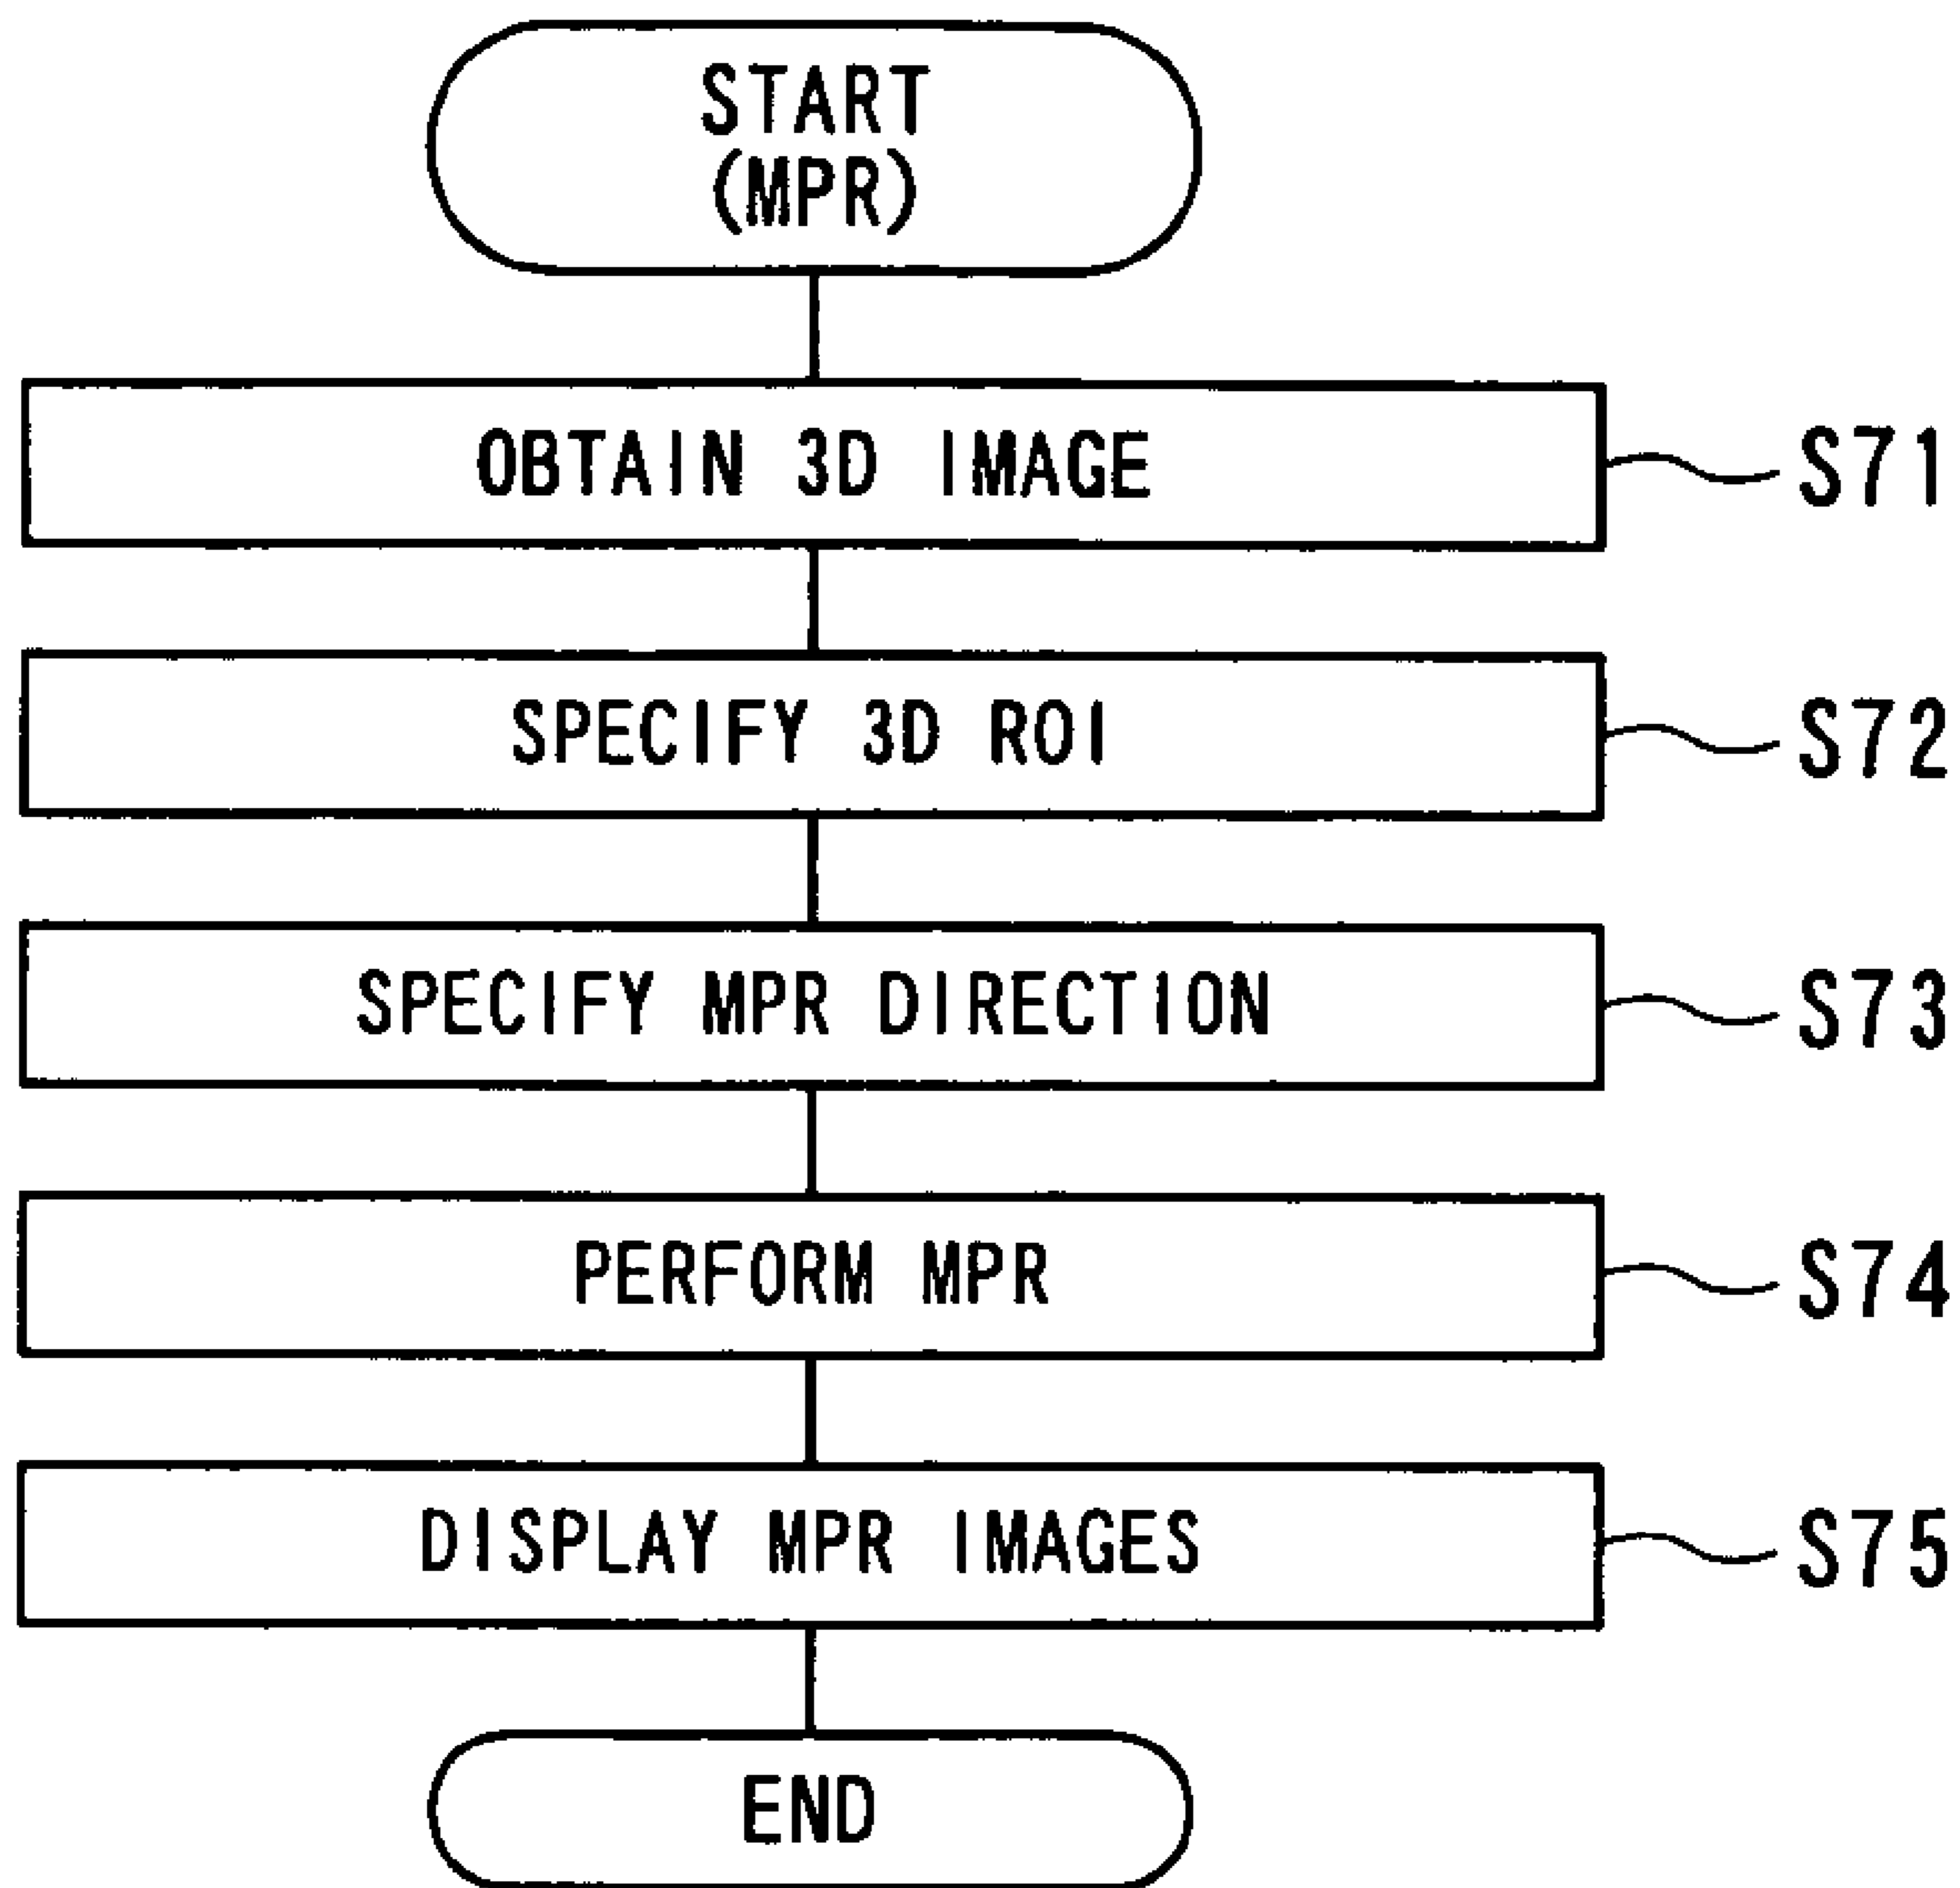 START
(MPR)
OBTAIN 3D IMAGE
S71
SPECIFY 3D ROI
S72
SPECIFY MPR DIRECTION
S73
PERFORM MPR
S74
DISPLAY MPR IMAGES
S75
END